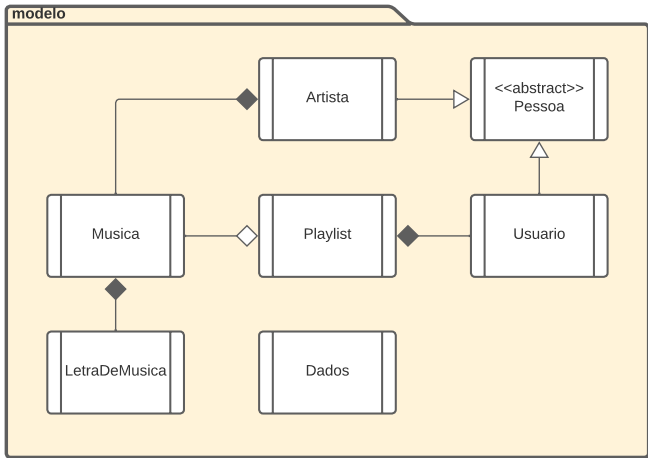 modelo
Artista
<<abstract>>
Pessoa
Musica
Playlist
Usuario
LetraDeMusica
Dados